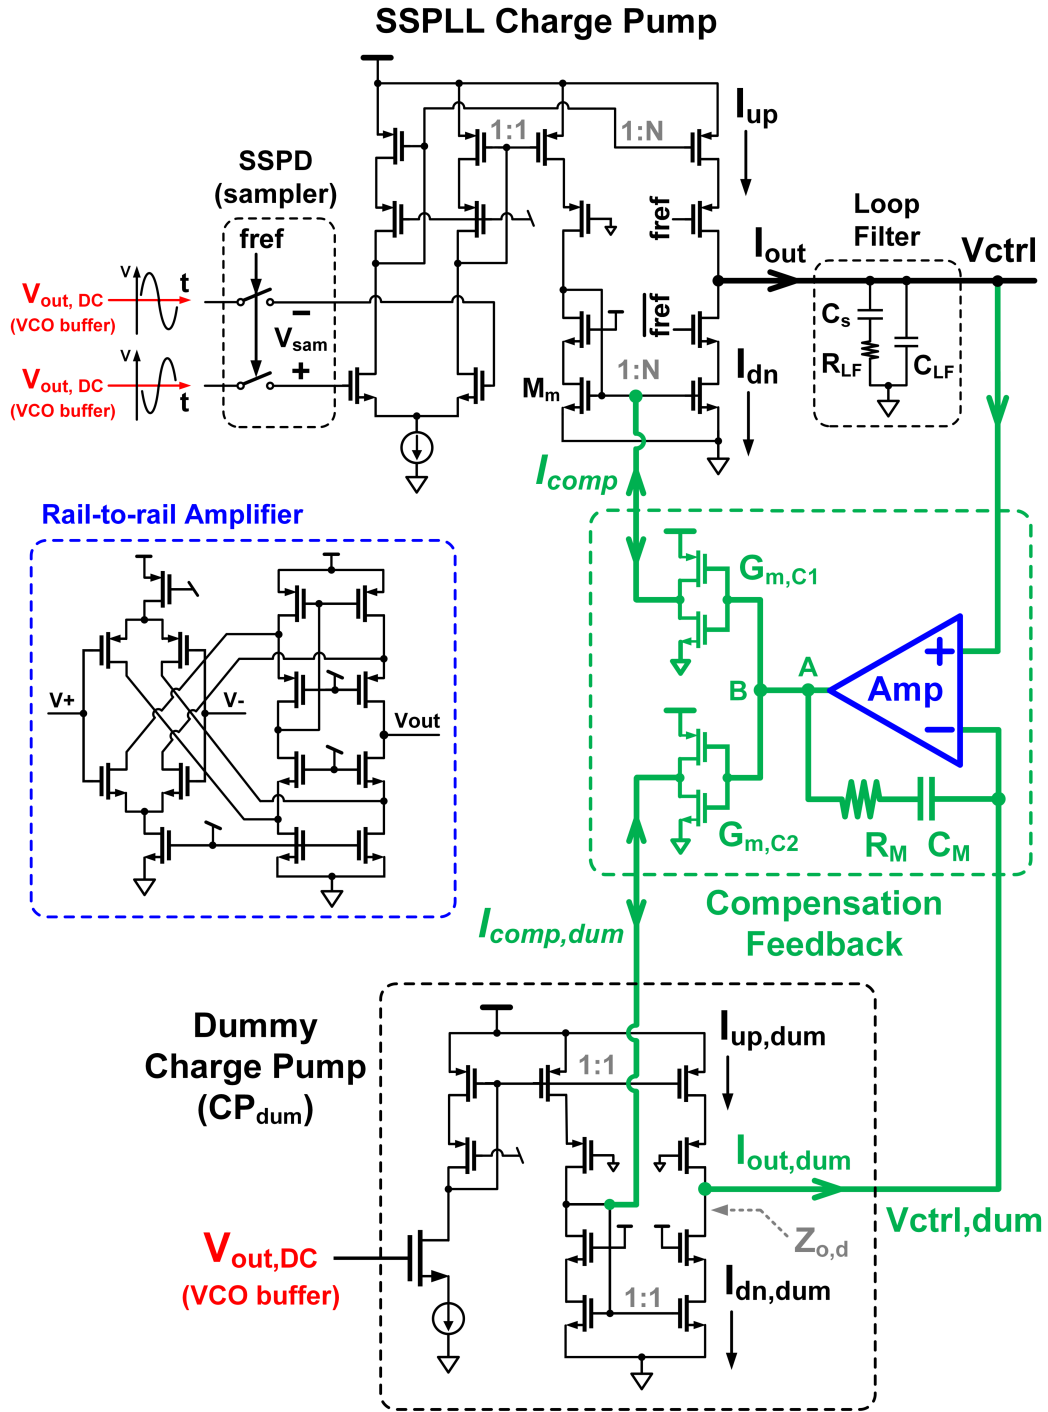 SSPLL Charge Pump
Iup
1:1
1:N
SSPD
(sampler)
fref
fref
Loop
Filter
Iout
Vctrl
V
t
Vout, DC
(VCO buffer)
Vsam
−
+
V
t
Vout, DC
(VCO buffer)
fref
Cs
RLF
CLF
Mm
1:N
Idn
Icomp
Rail-to-rail Amplifier
Gm,C1
V+
V-
Vout
A
B
+
Amp
−
Gm,C2
RM
CM
Compensation
Feedback
Icomp,dum
Dummy
Charge Pump
(CPdum)
1:1
Iup,dum
Iout,dum
Vctrl,dum
Zo,d
Vout,DC
(VCO buffer)
1:1
Idn,dum